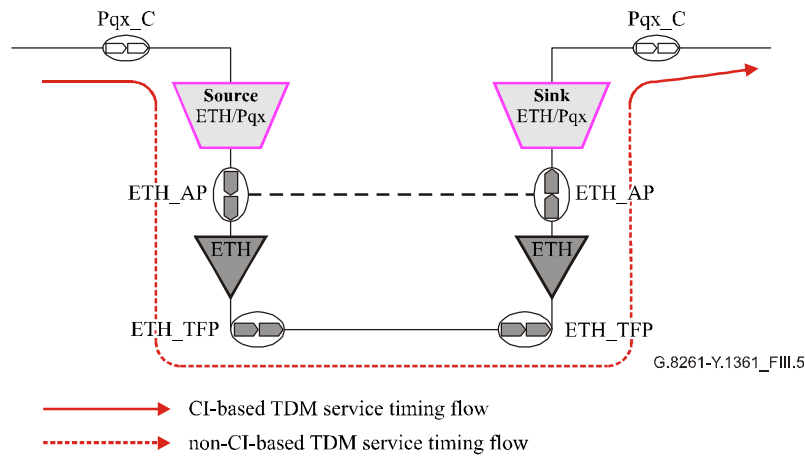 Pqx_C
Pqx_C
Source
ETH/Pqx
Sink
ETH/Pqx
ETH_AP
ETH_AP
ETH
ETH
ETH_TFP
ETH_TFP
G.8261-Y.1361_FIII.5
CI-based TDM service timing flow
non-CI-based TDM service timing flow